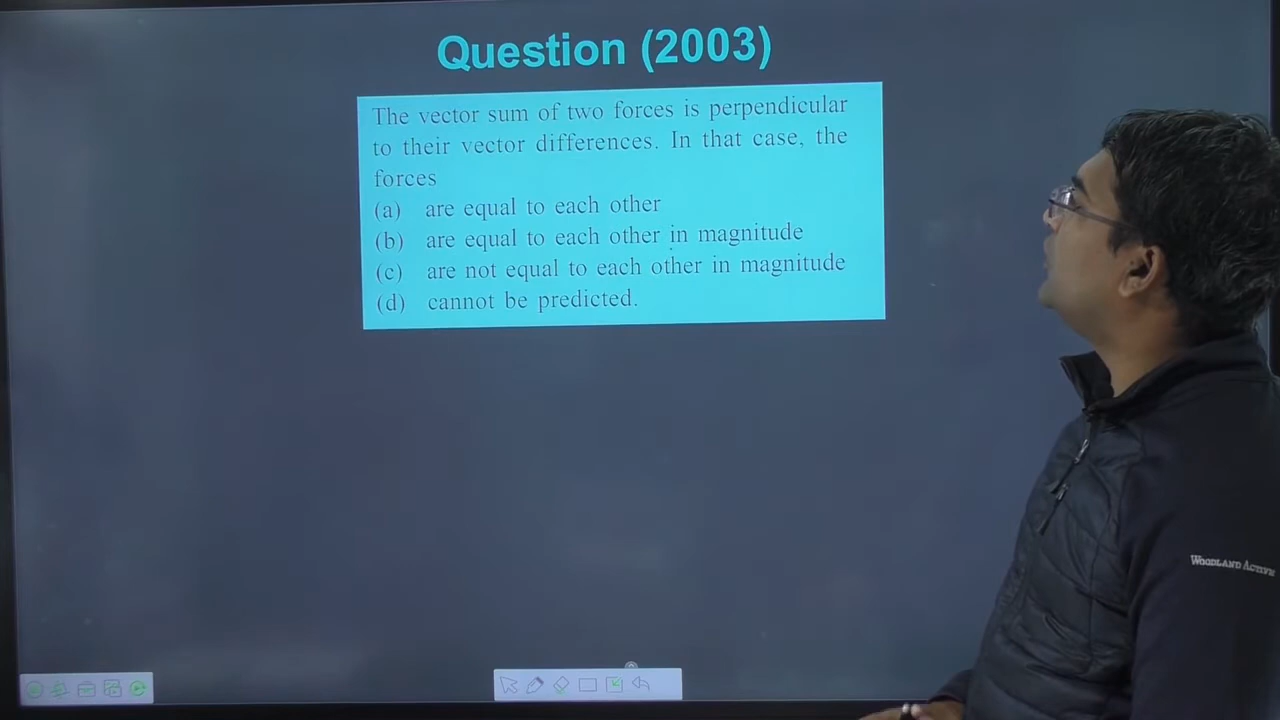 Question (2003)
The vector sum of two forces is perpendicular
to their vector differences. In that case, the
forces
(a) are equal to each other
(b) are equal to each other in magnitude
(c) are not equal to each other in magnitude
(d) cannot be predicted.
WOODLAND ACTIVE